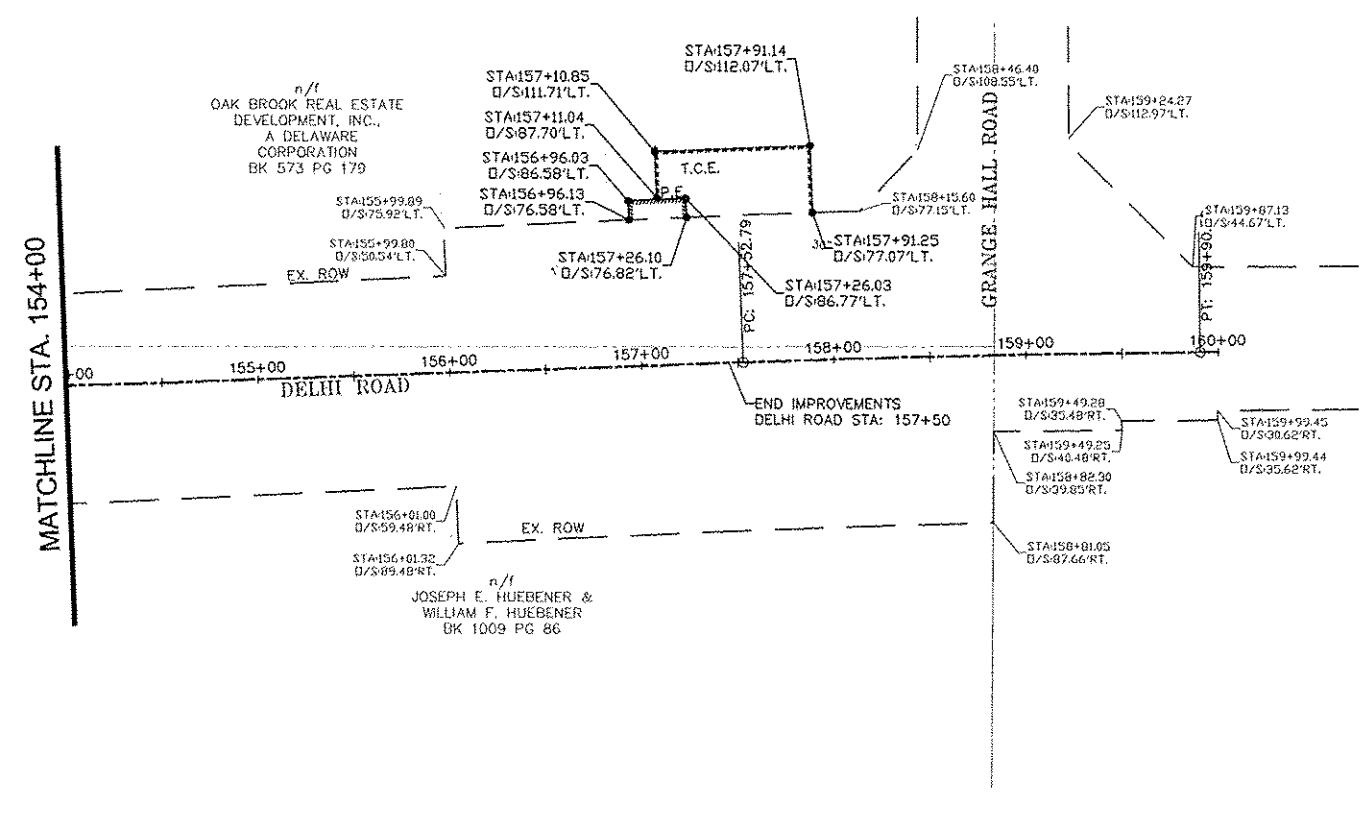 STA:157+91.14
O/S:112.07'LT.
STA:157+10.85
O/S:111.71'LT.
STA:158+46.40
O/S:108.55'LT.
n/f
OAK BROOK REAL ESTATE
DEVELOPMENT, INC.,
A DELAWARE
CORPORATION
BK 573 PG 179
STA:157+11.04
O/S:87.70'LT.
STA:159+24.27
O/S:112.97'LT.
STA:156+96.03
O/S:86.58'LT.
T.C.E.
P.E.
STA:156+96.13
O/S:76.58'LT.
STA:155+99.89
O/S:75.92'LT.
STA:158+15.60
O/S:77.15'LT.
STA:159+87.13
O/S:44.67'LT.
GRANGE HALL ROAD
MATCHLINE STA. 154+00
STA:155+99.80
O/S:50.54'LT.
EX. ROW
STA:157+26.10
O/S:76.82'LT.
STA:157+91.25
O/S:77.07'LT.
STA:157+26.03
O/S:86.77'LT.
PC: 157+52.79
PT: 159+90.
+00
155+00
156+00
157+00
158+00
159+00
160+00
DELHI ROAD
END IMPROVEMENTS
DELHI ROAD STA: 157+50
STA:159+49.28
O/S:35.48'RT.
STA:159+99.45
O/S:30.62'RT.
STA:159+49.25
O/S:40.48'RT.
STA:159+99.44
O/S:35.62'RT.
STA:158+82.30
O/S:39.85'RT.
STA:156+01.00
O/S:59.48'RT.
EX. ROW
STA:156+01.32
O/S:89.48'RT.
STA:158+81.05
O/S:87.66'RT.
n/f
JOSEPH E. HUEBENER &
WILLIAM F. HUEBENER
BK 1009 PG 86